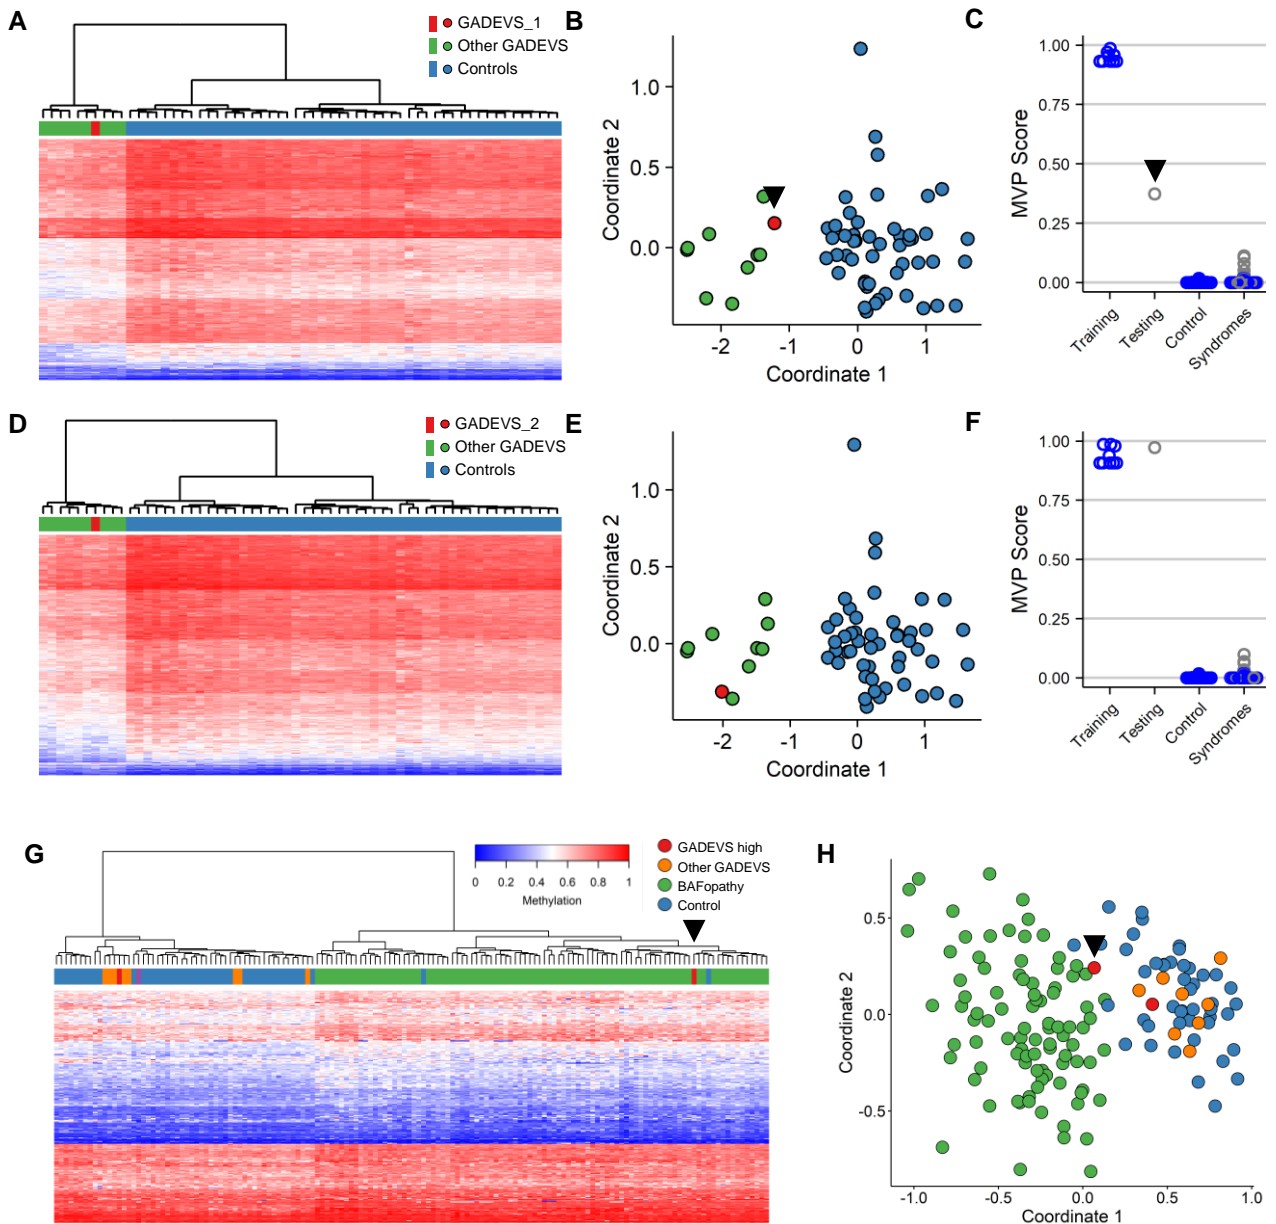 A
GADEVS_1
Other GADEVS
Controls
B
Coordinate 2
1.0
0.5
0.0
-2
-1
0
1
Coordinate 1
C
MVP Score
1.00
0.75
0.50
0.25
0.00
Training
Testing
Control
Syndromes
D
GADEVS_2
Other GADEVS
Controls
E
Coordinate 2
1.0
0.5
0.0
-2
-1
0
1
Coordinate 1
F
MVP Score
1.00
0.75
0.50
0.25
0.00
Training
Testing
Control
Syndromes
G
0
0.2
0.4
0.6
0.8
1
Methylation
GADEVS high
Other GADEVS
BAFopathy
Control
H
Coordinate 2
0.5
0.0
-0.5
-1.0
-0.5
0.0
0.5
1.0
Coordinate 1